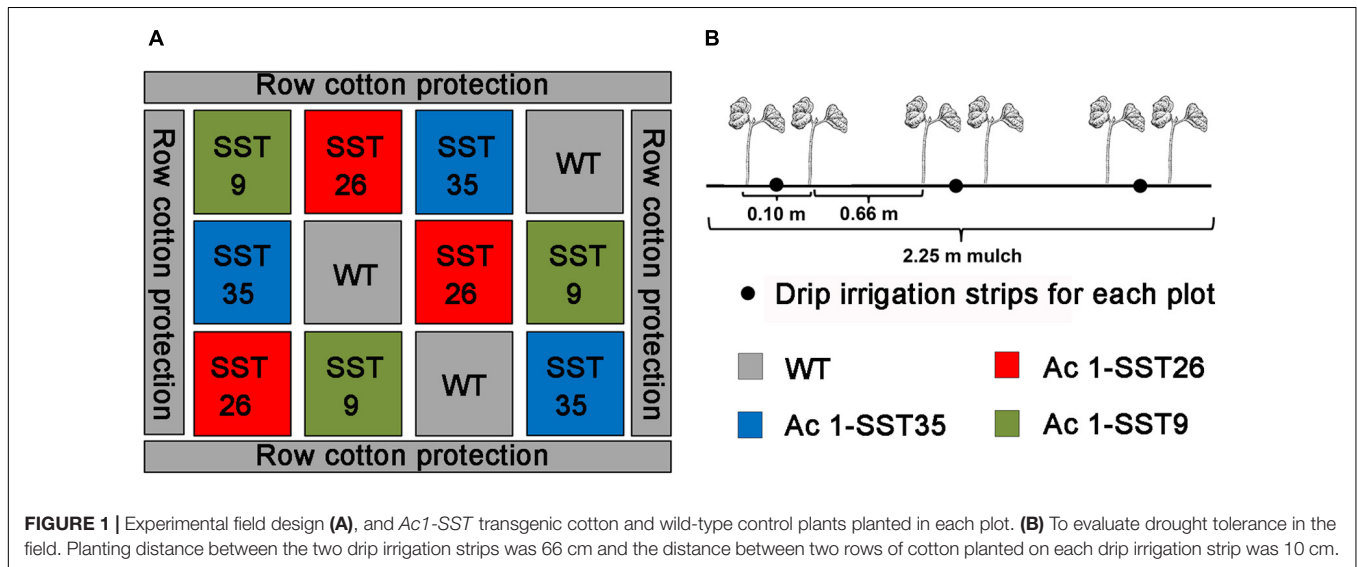 A
Row cotton protection
Row cotton protection
SST
9
SST
26
SST
35
WT
Row cotton protection
SST
35
WT
SST
26
SST
9
SST
26
SST
9
WT
SST
35
Row cotton protection
B
0.10 m
0.66 m
2.25 m mulch
Drip irrigation strips for each plot
WT
Ac 1-SST26
Ac 1-SST35
Ac 1-SST9
FIGURE 1 | Experimental field design (A), and Ac1-SST transgenic cotton and wild-type control plants planted in each plot. (B) To evaluate drought tolerance in the
field. Planting distance between the two drip irrigation strips was 66 cm and the distance between two rows of cotton planted on each drip irrigation strip was 10 cm.